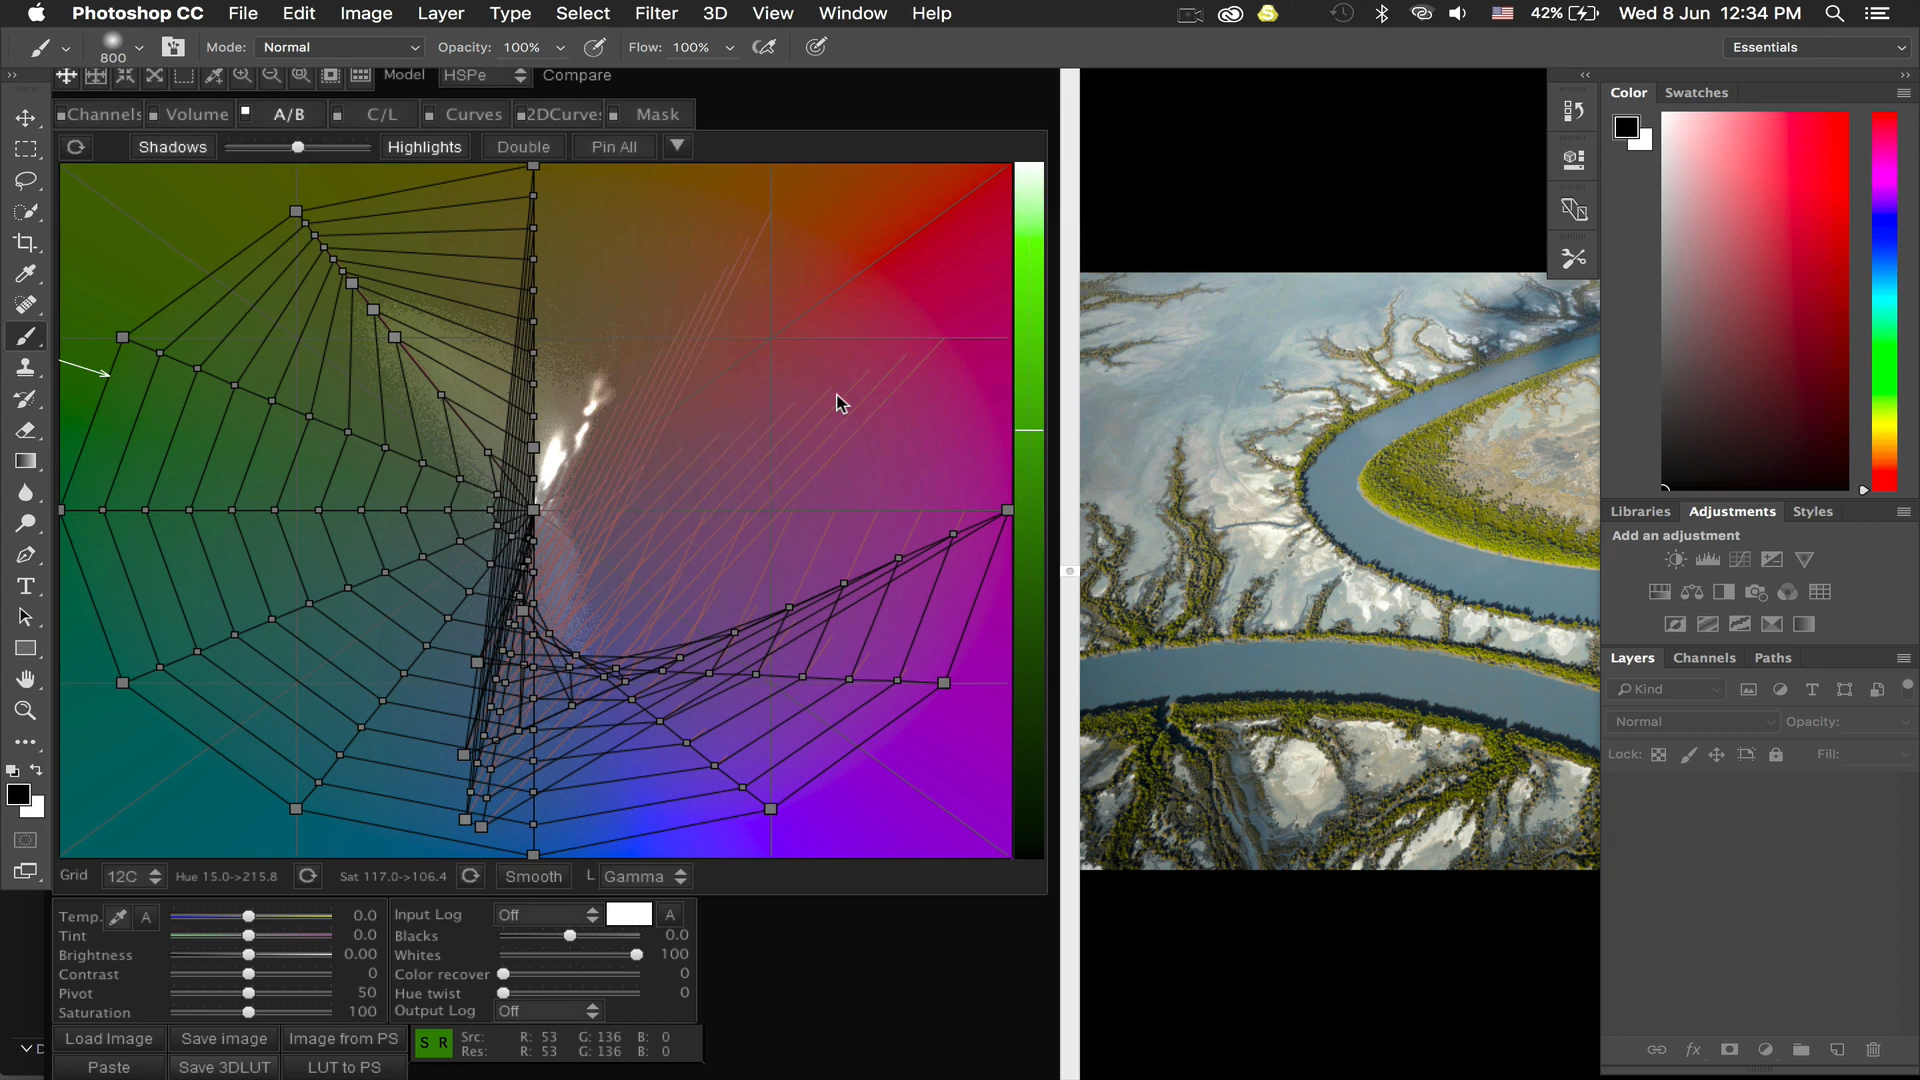 Photoshop CC File Edit Image Layer Type Select Filter 3D View Window Help 42% Wed 8 Jun 12:34 PM
800 Mode: Normal Opacity: 100% Flow: 100% Essentials
Model HSPe Compare
Channels Volume A/B C/L Curves 2DCurves Mask
Shadows Highlights Double Pin All
Color Swatches
Libraries Adjustments Styles
Add an adjustment
Layers Channels Paths
Kind
Normal Opacity:
Lock: Fill:
Grid 12C Hue 15.0->215.8 Sat 117.0->106.4 Smooth L Gamma
Temp. A 0.0 Input Log Off A
Tint 0.0 Blacks 0.0
Brightness 0.00 Whites 100
Contrast 0 Color recover 0
Pivot 50 Hue twist 0
Saturation 100 Output Log Off
Load Image Save image Image from PS S R Src: R: 53 G: 136 B: 0
Res: R: 53 G: 136 B: 0
Paste Save 3DLUT LUT to PS